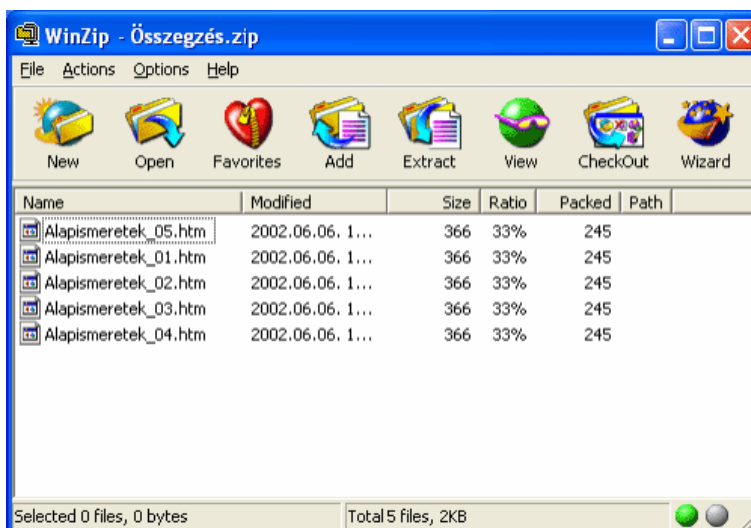 WinZip - Összegzés.zip
File Actions Options Help
New Open Favorites Add Extract View CheckOut Wizard
Name Modified Size Ratio Packed Path
Alapismeretek_05.htm 2002.06.06. 1... 366 33% 245
Alapismeretek_01.htm 2002.06.06. 1... 366 33% 245
Alapismeretek_02.htm 2002.06.06. 1... 366 33% 245
Alapismeretek_03.htm 2002.06.06. 1... 366 33% 245
Alapismeretek_04.htm 2002.06.06. 1... 366 33% 245
Selected 0 files, 0 bytes Total 5 files, 2KB